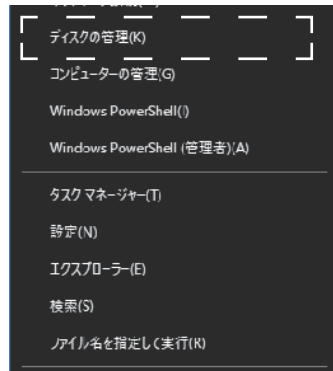 ディスクの管理(K)
コンピューターの管理(G)
Windows PowerShell(I)
Windows PowerShell (管理者)(A)
タスク マネージャー(T)
設定(N)
エクスプローラー(E)
検索(S)
ファイル名を指定して実行(R)